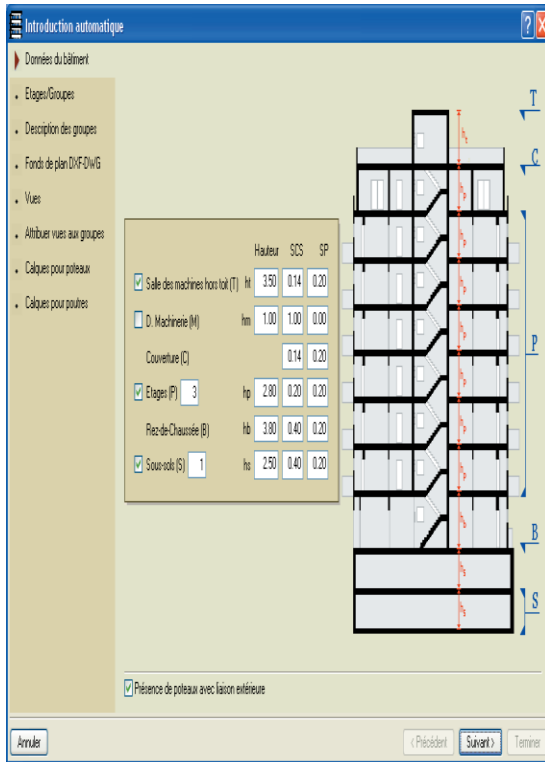 Introduction automatique
Données du bâtiment
Etages/Groupes
Description des groupes
Fonds de plan DXF-DWG
Vues
Attribuer vues aux groupes
Calques pour poteaux
Calques pour poutres
Hauteur SCS SP
Salle des machines hors toit (T) ht 3.50 0.14 0.20
D. Machinerie (M) hm 1.00 1.00 0.00
Couverture (C) 0.14 0.20
Etages (P) 3 hp 2.80 0.20 0.20
Rez-de-Chaussée (B) hb 3.80 0.40 0.20
Sous-sols (S) 1 hs 2.50 0.40 0.20
T
C
P
B
S
Présence de poteaux avec liaison extérieure
Annuler < Précédent Suivant > Terminer